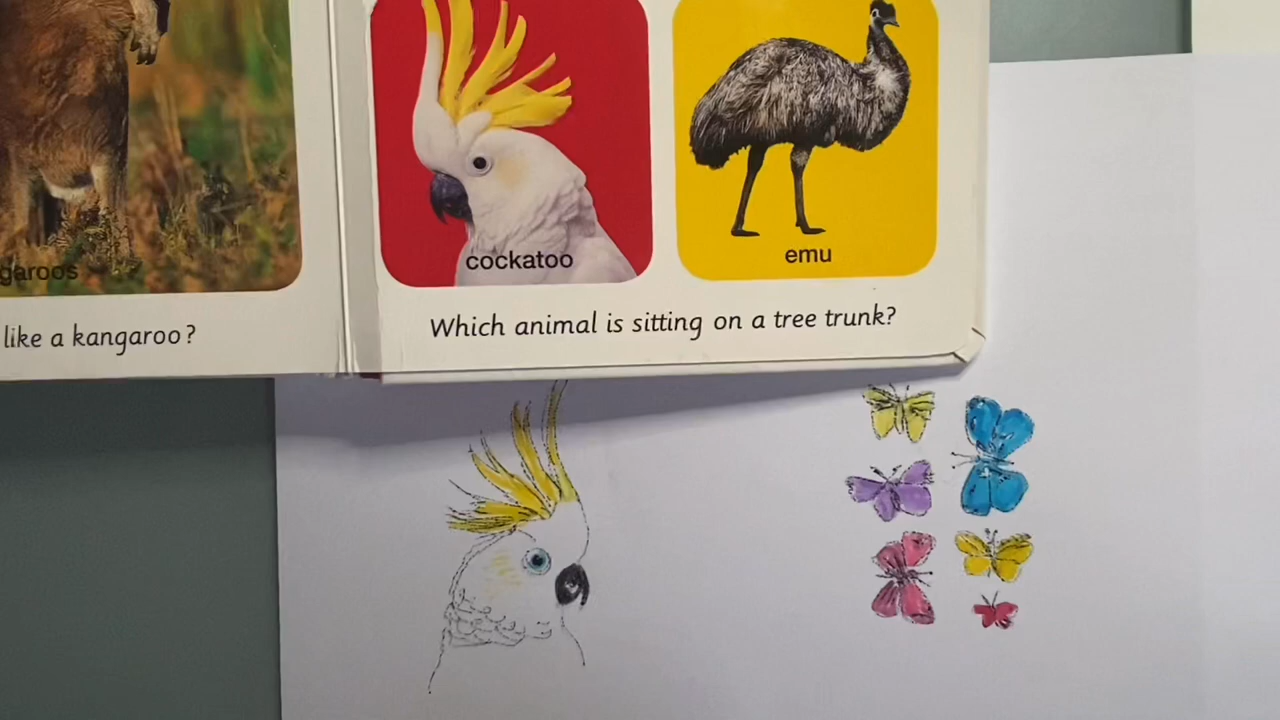 garoos
like a kangaroo?
cockatoo
emu
Which animal is sitting on a tree trunk?